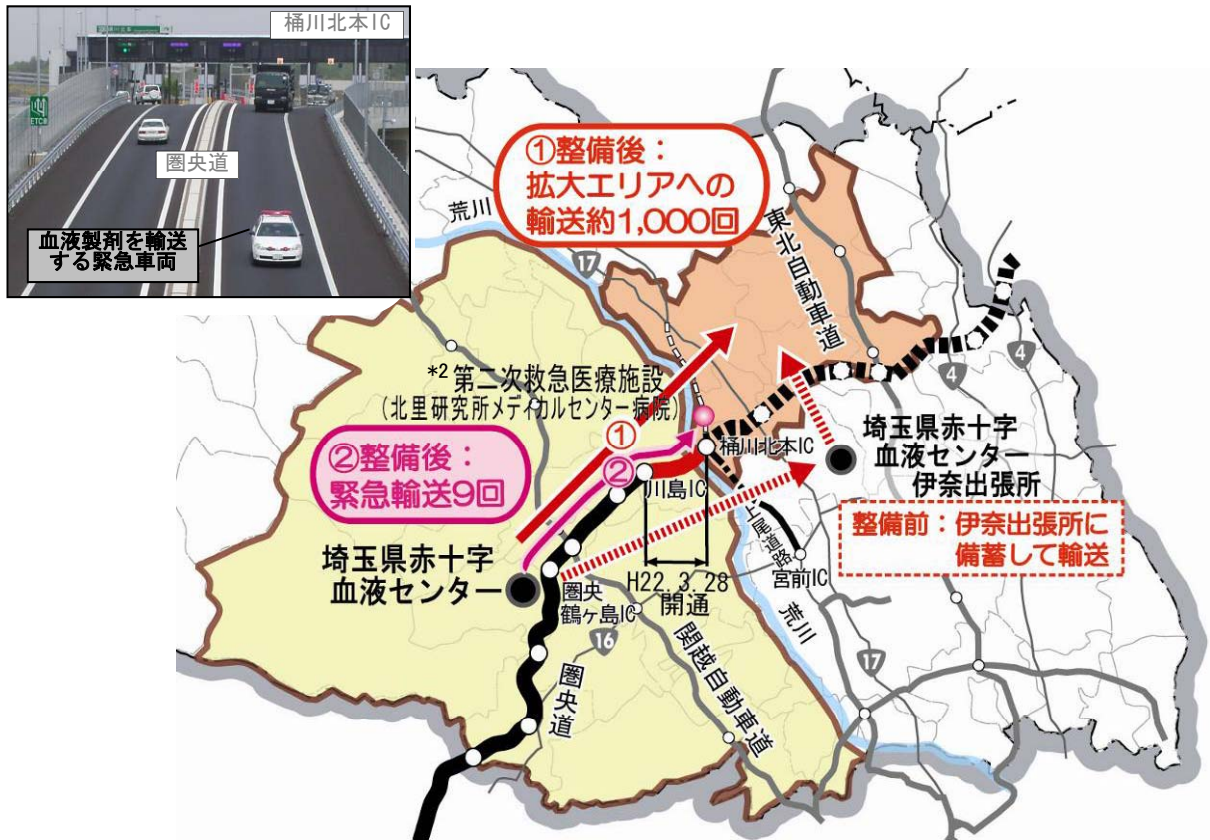 桶川北本IC
ETC専
圏央道
血液製剤を輸送
する緊急車両
①整備後：
拡大エリアへの
輸送約1,000回
荒川
17
東北自動車道
4
4
*2 第二次救急医療施設
（北里研究所メディカルセンター病院）
①
②
②整備後：
緊急輸送9回
桶川北本IC
川島IC
埼玉県赤十字
血液センター
伊奈出張所
整備前：伊奈出張所に
備蓄して輸送
上尾道路
宮前IC
埼玉県赤十字
血液センター
H22.3.28
開通
圏央
鶴ヶ島IC
16
荒川
17
関越自動車道
圏央道